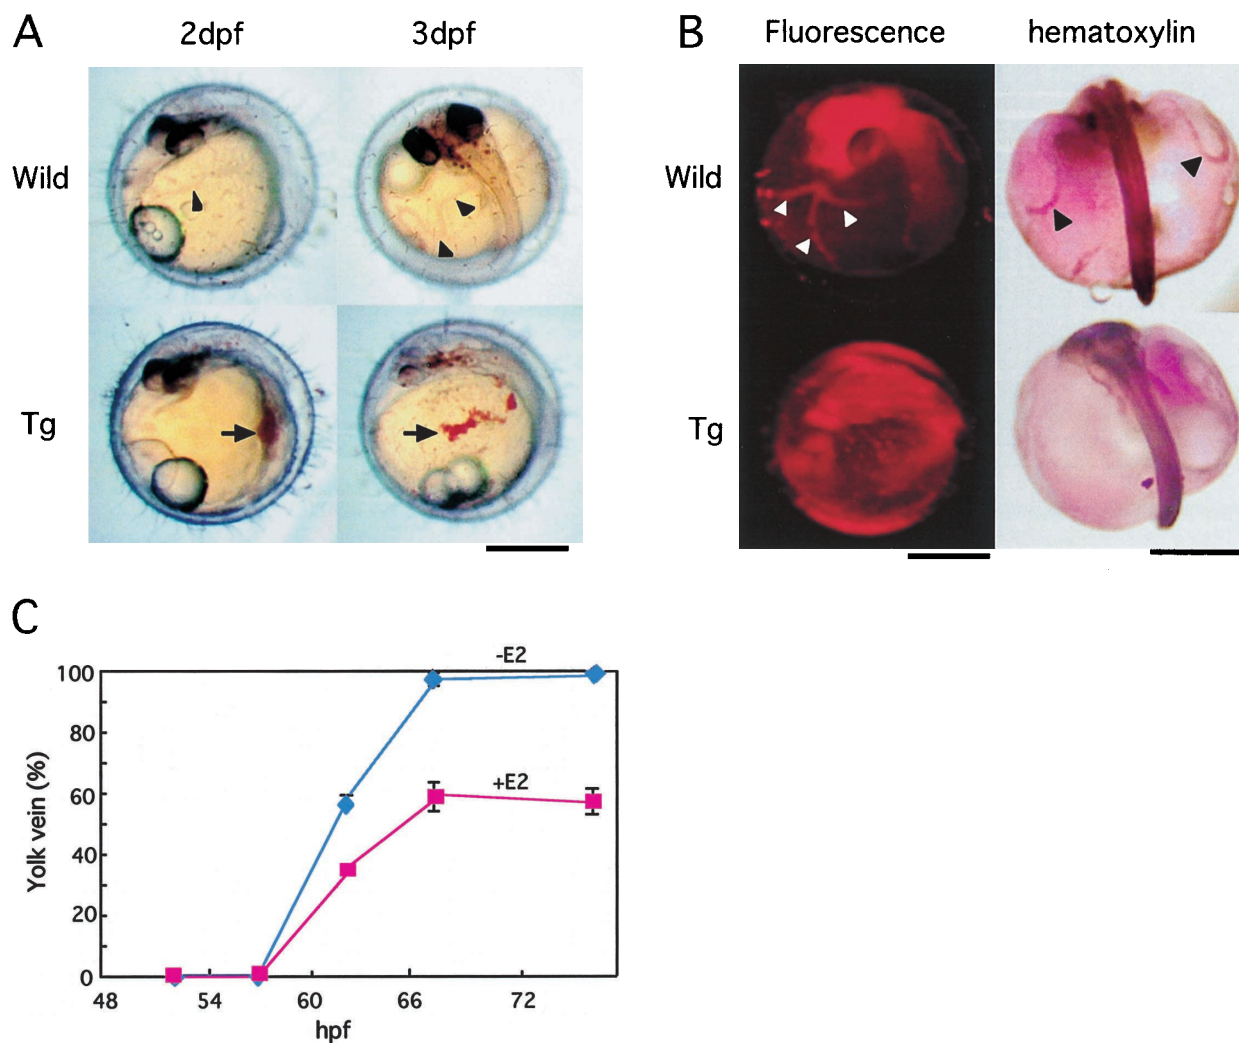 A
2dpf
3dpf
Wild
Tg
B
Fluorescence
hematoxylin
Wild
Tg
C
Yolk vein (%)
100
80
60
40
20
0
-E2
+E2
48
54
60
66
72
hpf